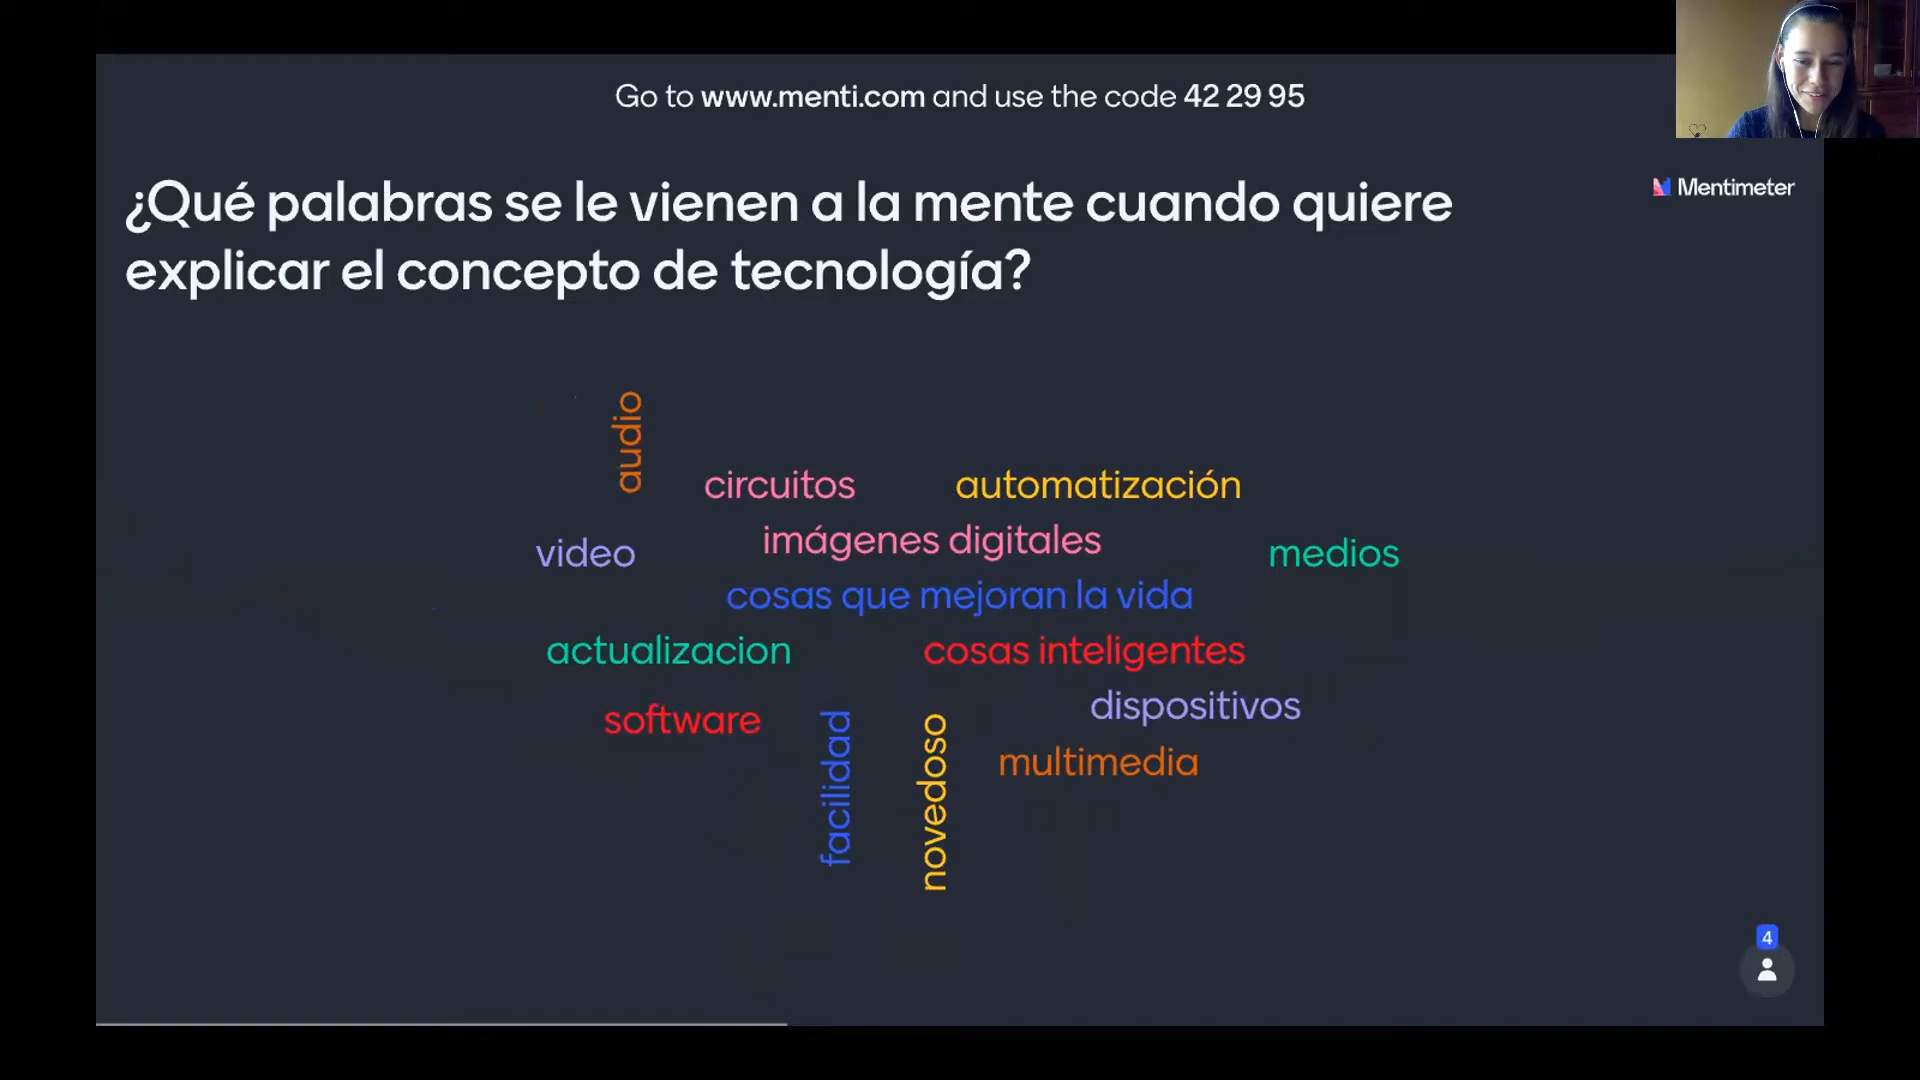 Go to www.menti.com and use the code 42 29 95
Mentimeter
¿Qué palabras se le vienen a la mente cuando quiere
explicar el concepto de tecnología?
audio
circuitos
automatización
imágenes digitales
video
medios
cosas que mejoran la vida
actualizacion
cosas inteligentes
software
dispositivos
facilidad
novedoso
multimedia
4